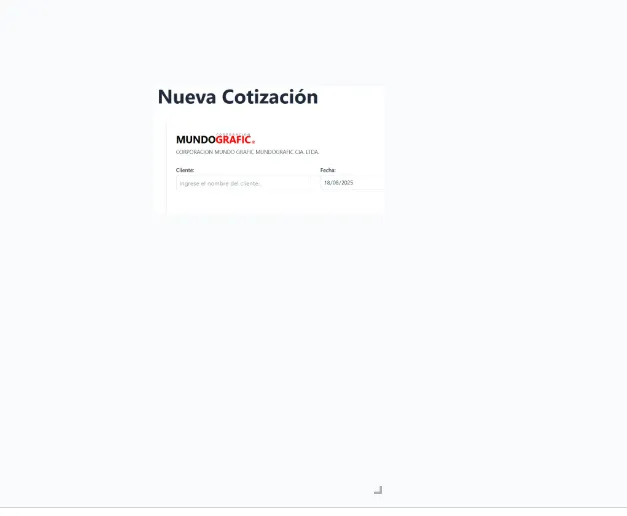 Nueva Cotización
CORPORACIÓN
MUNDOGRAFIC®
CORPORACION MUNDO GRAFIC MUNDOGRAFIC CIA. LTDA.
Cliente: Fecha:
Ingrese el nombre del cliente... 18/06/2025